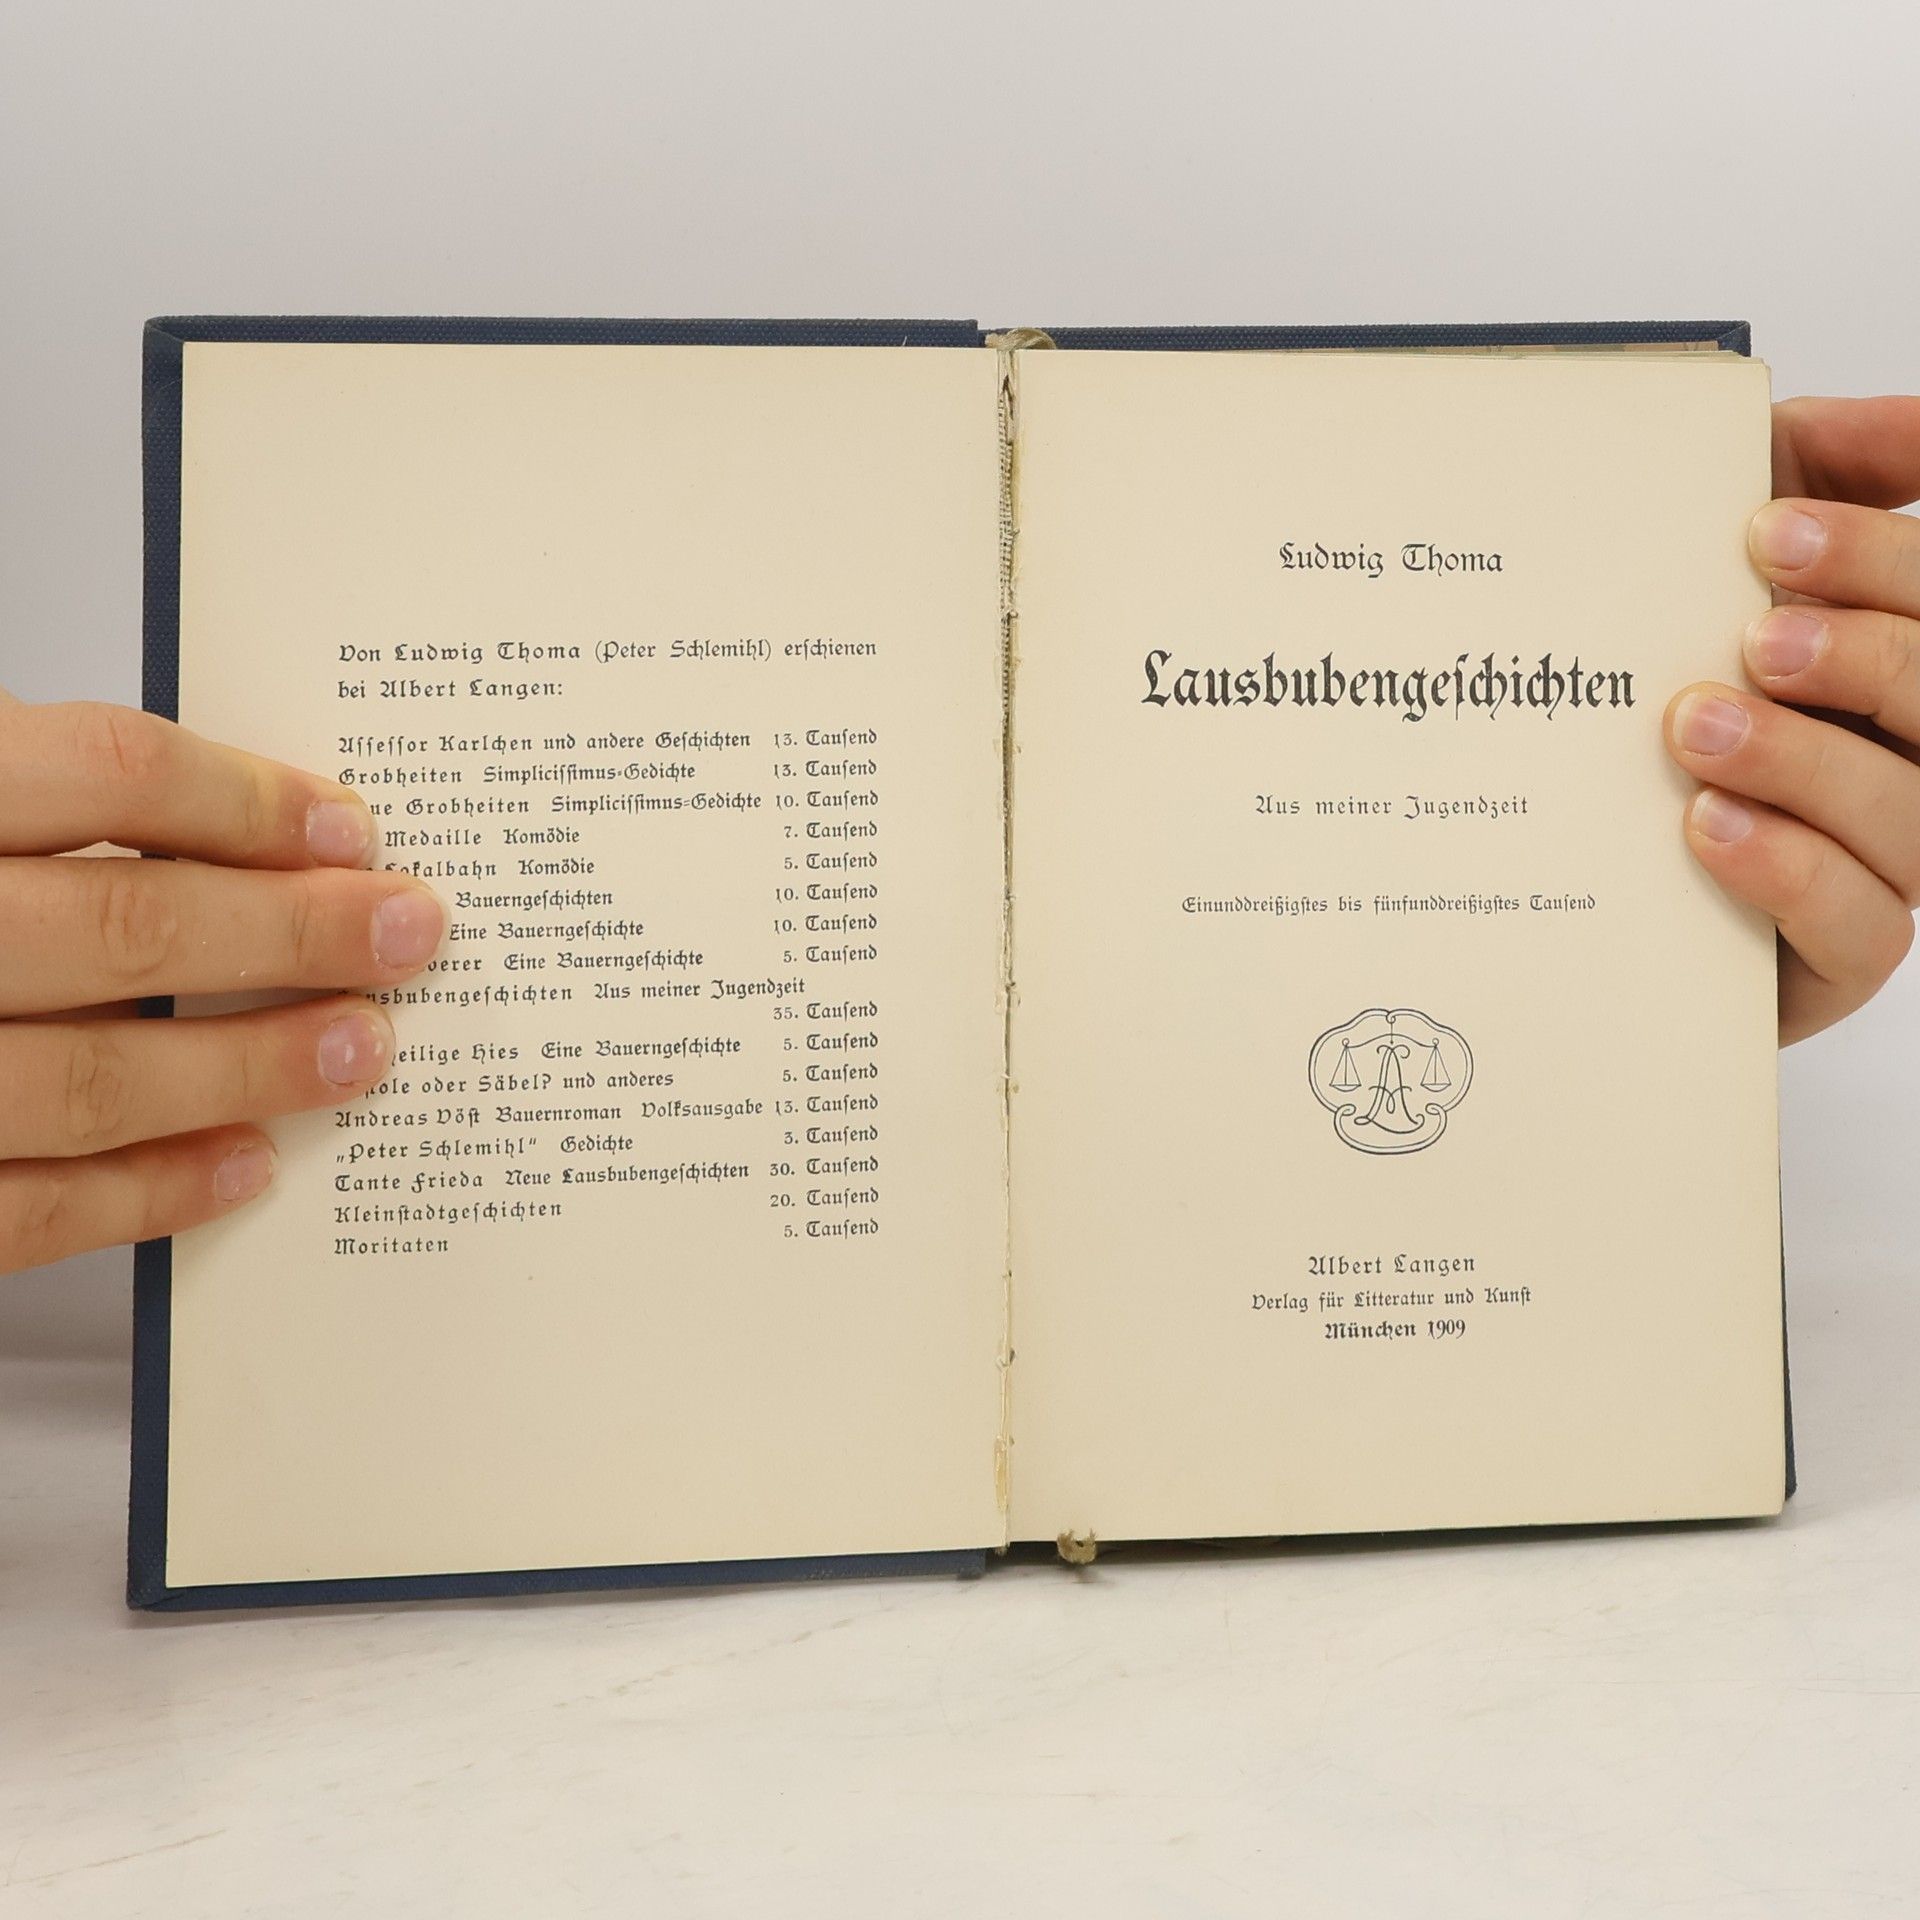 Von Ludwig Thoma (Peter Schlemihl) erſchienen
bei Albert Langen:
Aſſeſſor Karlchen und andere Geſchichten 13. Tauſend
Grobheiten Simpliciſſimus-Gedichte 13. Tauſend
Grobheiten Simpliciſſimus-Gedichte 10. Tauſend
Medaille Komödie 7. Tauſend
Lokalbahn Komödie 5. Tauſend
Bauerngeſchichten 10. Tauſend
Eine Bauerngeſchichte 10. Tauſend
Eine Bauerngeſchichte 5. Tauſend
Lausbubengeſchichten Aus meiner Jugendzeit
35. Tauſend
heilige Hies Eine Bauerngeſchichte 5. Tauſend
oder Säbel? und anderes 5. Tauſend
Andreas Vöſt Bauernroman Volksausgabe 13. Tauſend
„Peter Schlemihl“ Gedichte 3. Tauſend
Tante Frieda Neue Lausbubengeſchichten 30. Tauſend
Kleinſtadtgeſchichten 20. Tauſend
Moritaten 5. Tauſend
Ludwig Thoma
Lausbubengeſchichten
Aus meiner Jugendzeit
Einunddreißigſtes bis fünfunddreißigſtes Tauſend
AL
Albert Langen
Verlag für Litteratur und Kunſt
München 1909